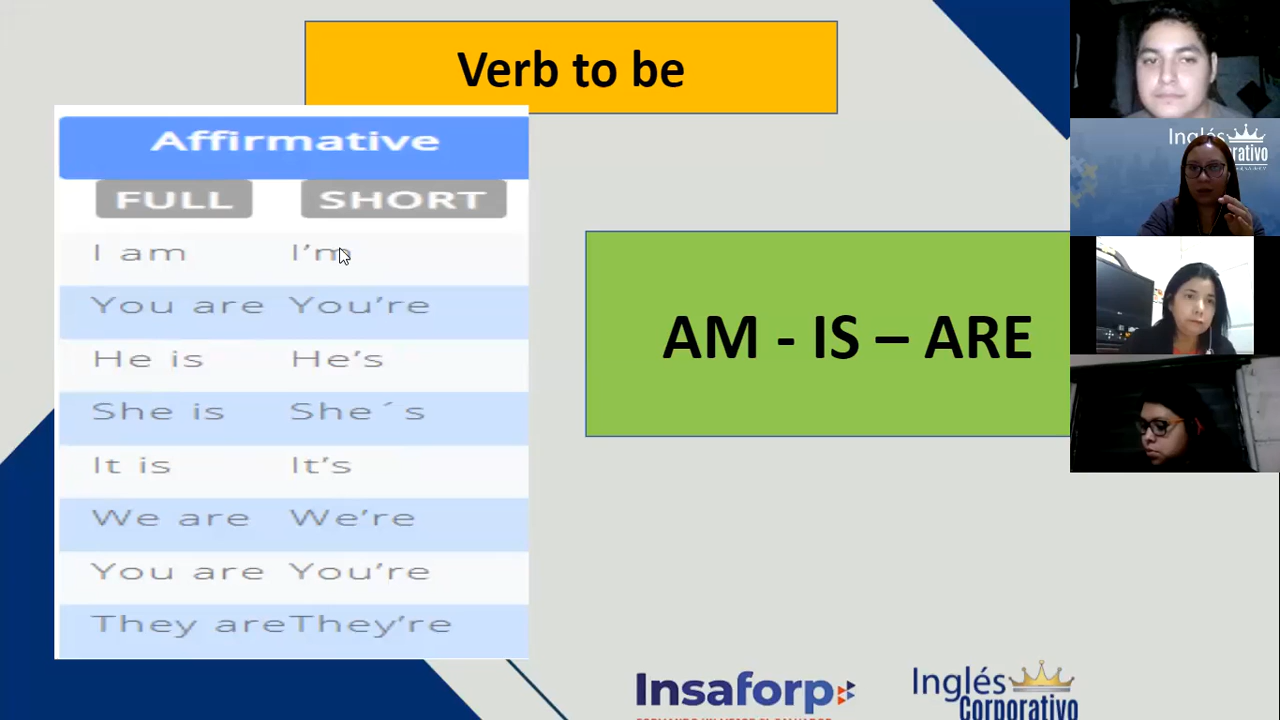 Verb to be
Affirmative
FULL SHORT
I am I'm
You are You're
He is He's
She is She´s
It is It's
We are We're
You are You're
They are They're
AM - IS – ARE
Insaforp
Inglés
Corporativo
Inglés